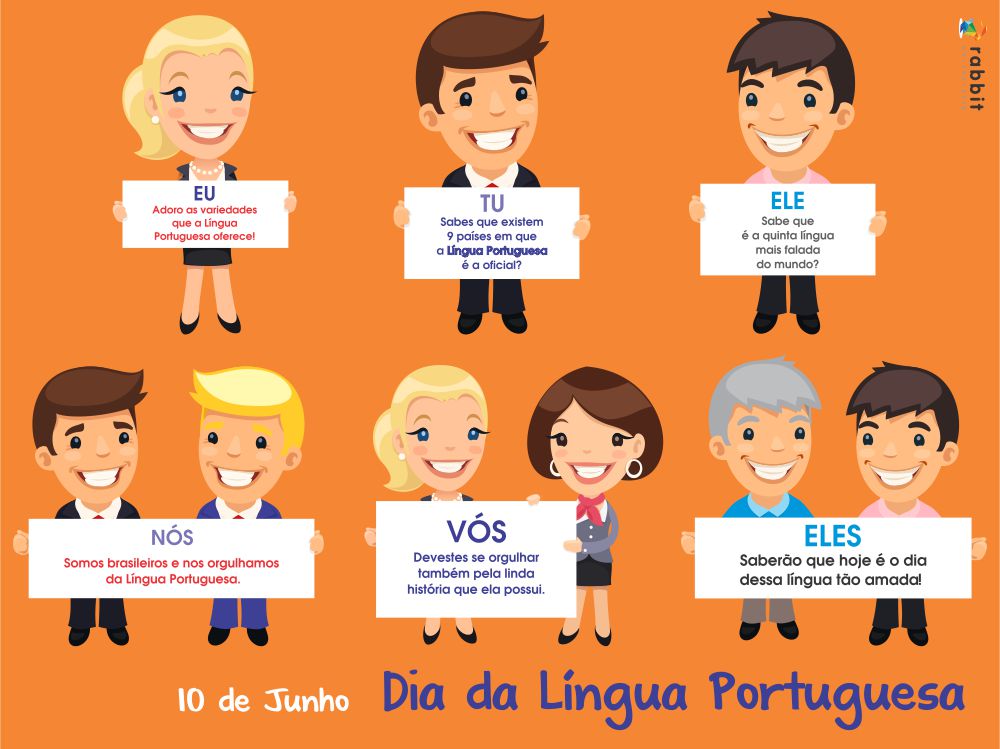 rabbit
EU
Adoro as variedades
que a Língua
Portuguesa oferece!
TU
Sabes que existem
9 países em que
a Língua Portuguesa
é a oficial?
ELE
Sabe que
é a quinta língua
mais falada
do mundo?
NÓS
Somos brasileiros e nos orgulhamos
da Língua Portuguesa.
VÓS
Devestes se orgulhar
também pela linda
história que ela possui.
ELES
Saberão que hoje é o dia
dessa língua tão amada!
10 de Junho Dia da Língua Portuguesa